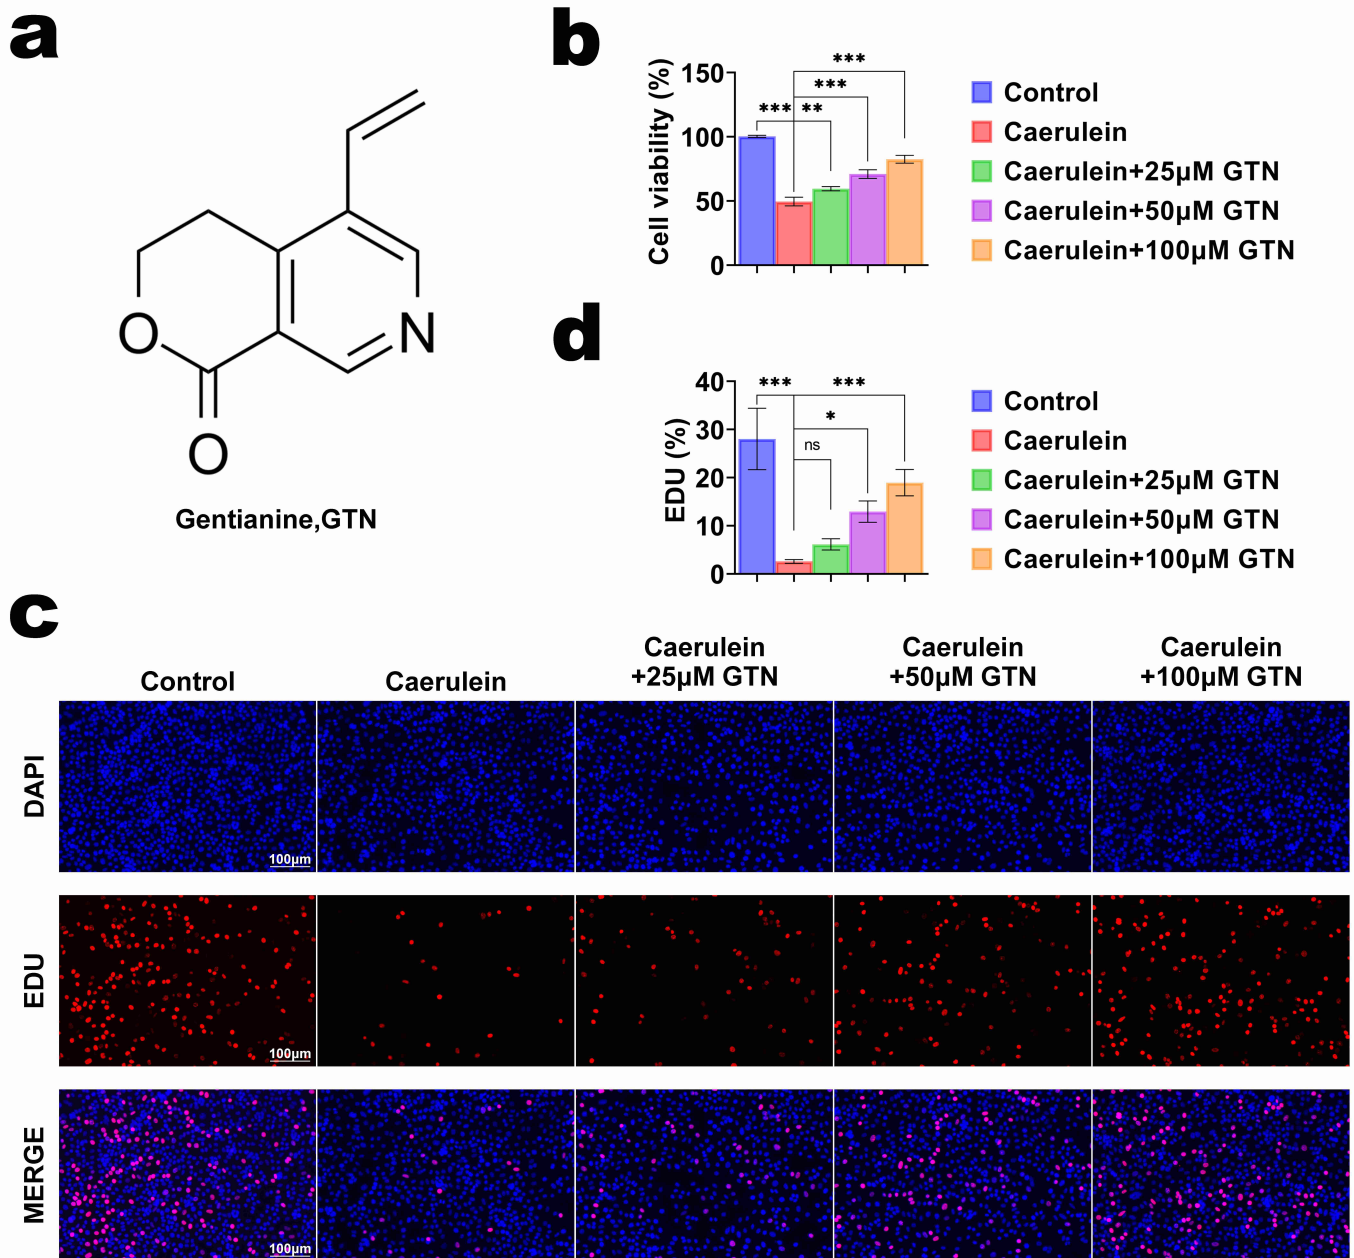 a
O
N
O
Gentianine,GTN
b
Cell viability (%)
150
100
50
0
*** **
***
***
Control
Caerulein
Caerulein+25μM GTN
Caerulein+50μM GTN
Caerulein+100μM GTN
d
EDU (%)
40
30
20
10
0
*** ***
*
ns
Control
Caerulein
Caerulein+25μM GTN
Caerulein+50μM GTN
Caerulein+100μM GTN
c
Control
Caerulein
Caerulein
+25μM GTN
Caerulein
+50μM GTN
Caerulein
+100μM GTN
DAPI
100μm
EDU
100μm
MERGE
100μm